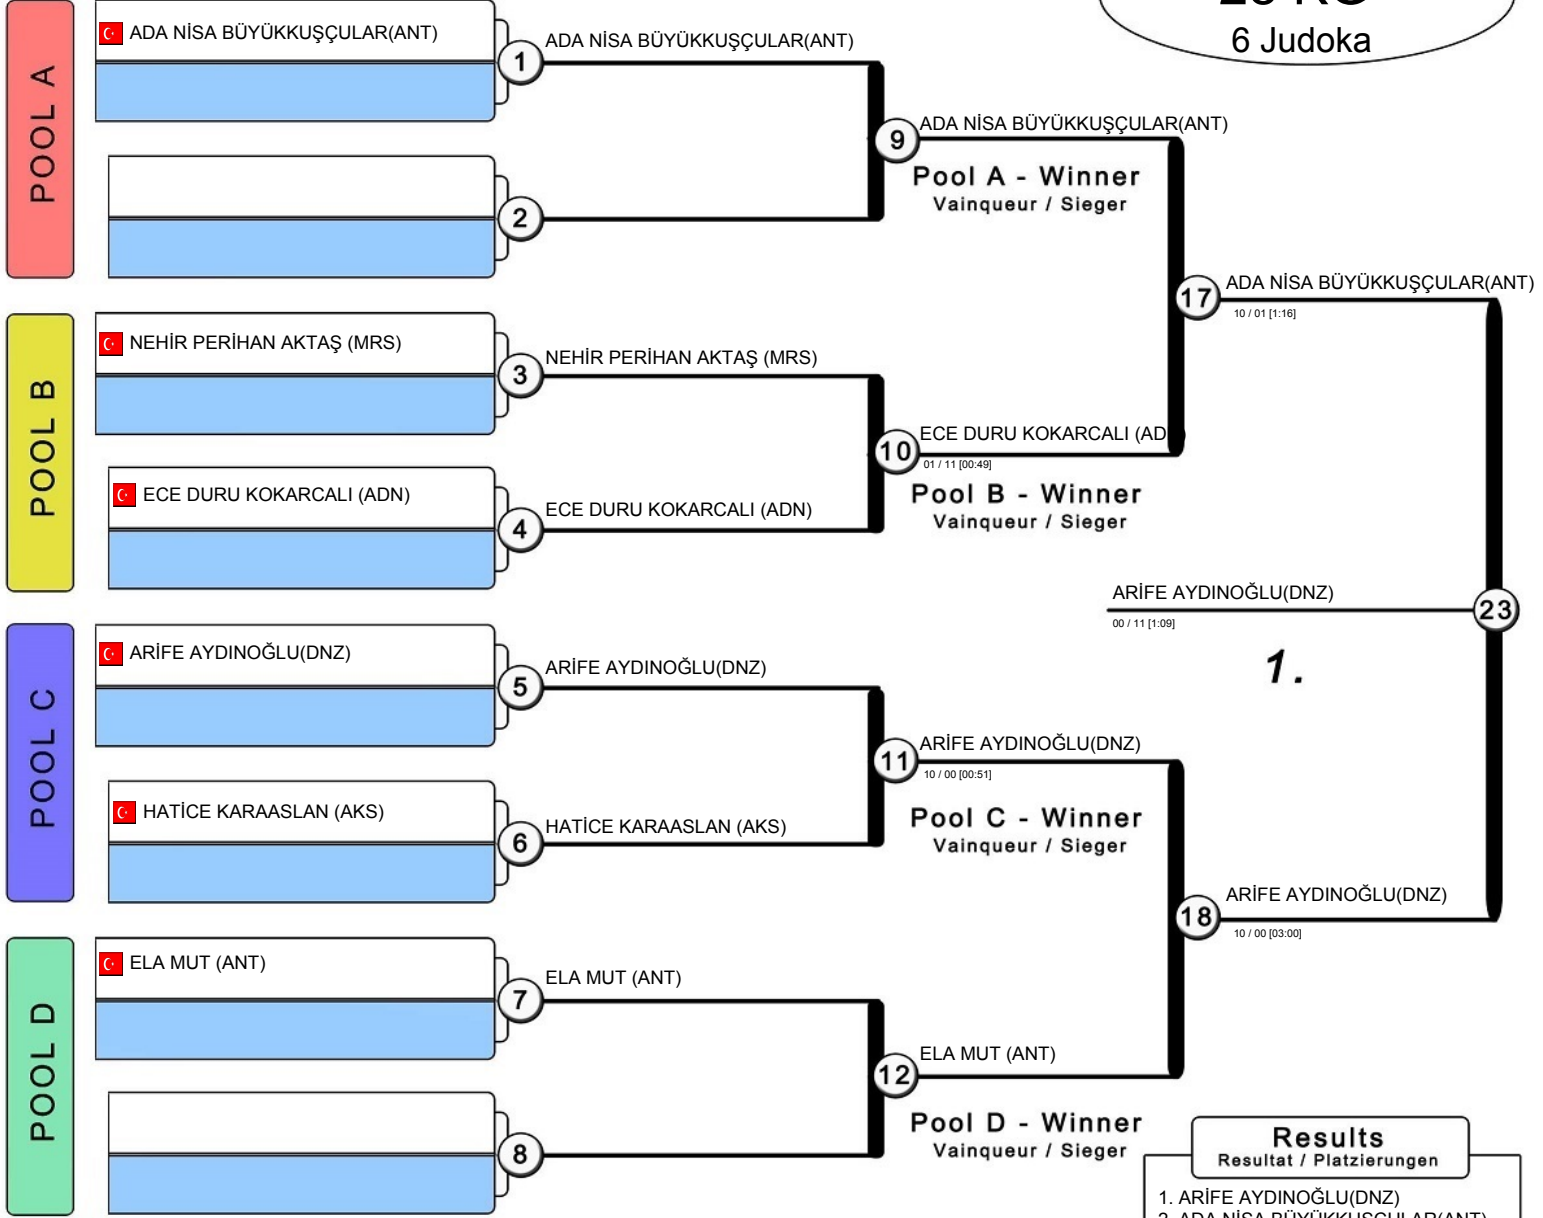 6 Judoka
POOL A
ADA NİSA BÜYÜKKUŞÇULAR(ANT)
1
ADA NİSA BÜYÜKKUŞÇULAR(ANT)
2
9
ADA NİSA BÜYÜKKUŞÇULAR(ANT)
Pool A - Winner
Vainqueur / Sieger
POOL B
NEHİR PERİHAN AKTAŞ (MRS)
3
NEHİR PERİHAN AKTAŞ (MRS)
ECE DURU KOKARCALI (ADN)
4
ECE DURU KOKARCALI (ADN)
10
ECE DURU KOKARCALI (AD
01 / 11 [00:49]
Pool B - Winner
Vainqueur / Sieger
17
ADA NİSA BÜYÜKKUŞÇULAR(ANT)
10 / 01 [1:16]
ARİFE AYDINOĞLU(DNZ)
00 / 11 [1:09]
23
1.
POOL C
ARİFE AYDINOĞLU(DNZ)
5
ARİFE AYDINOĞLU(DNZ)
HATİCE KARAASLAN (AKS)
6
HATİCE KARAASLAN (AKS)
11
ARİFE AYDINOĞLU(DNZ)
10 / 00 [00:51]
Pool C - Winner
Vainqueur / Sieger
18
ARİFE AYDINOĞLU(DNZ)
10 / 00 [03:00]
POOL D
ELA MUT (ANT)
7
ELA MUT (ANT)
8
12
ELA MUT (ANT)
Pool D - Winner
Vainqueur / Sieger
Results
Resultat / Platzierungen
1. ARİFE AYDINOĞLU(DNZ)
2. ADA NİSA BÜYÜKKUŞÇULAR(ANT)